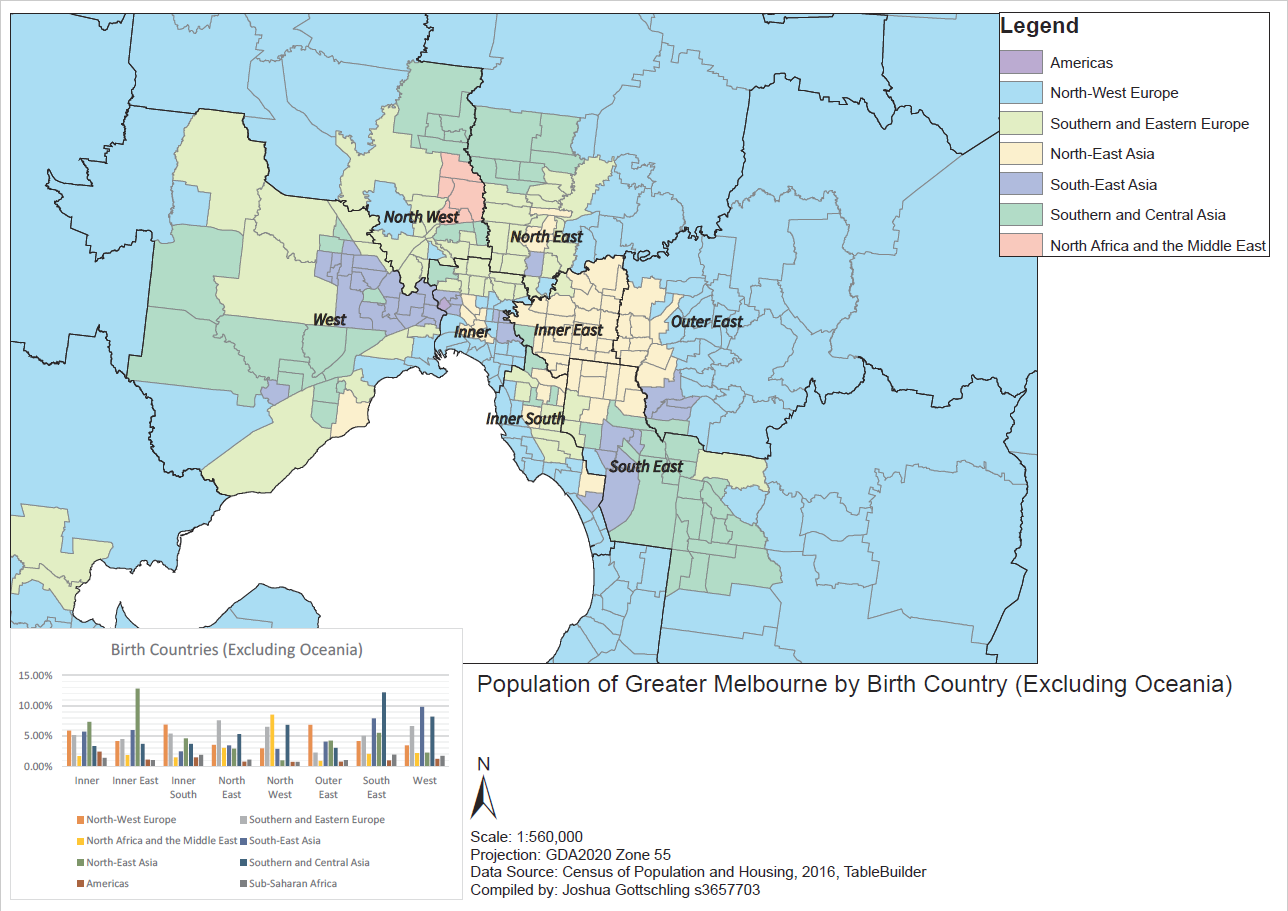 Legend
Americas
North-West Europe
Southern and Eastern Europe
North-East Asia
South-East Asia
Southern and Central Asia
North Africa and the Middle East
North West
North East
West
Inner
Inner East
Outer East
Inner South
South East
Birth Countries (Excluding Oceania)
15.00%
10.00%
5.00%
0.00%
Inner
Inner East
Inner
South
North
East
North
West
Outer
East
South
East
West
North-West Europe
Southern and Eastern Europe
North Africa and the Middle East
South-East Asia
North-East Asia
Southern and Central Asia
Americas
Sub-Saharan Africa
Population of Greater Melbourne by Birth Country (Excluding Oceania)
N
Scale: 1:560,000
Projection: GDA2020 Zone 55
Data Source: Census of Population and Housing, 2016, TableBuilder
Compiled by: Joshua Gottschling s3657703